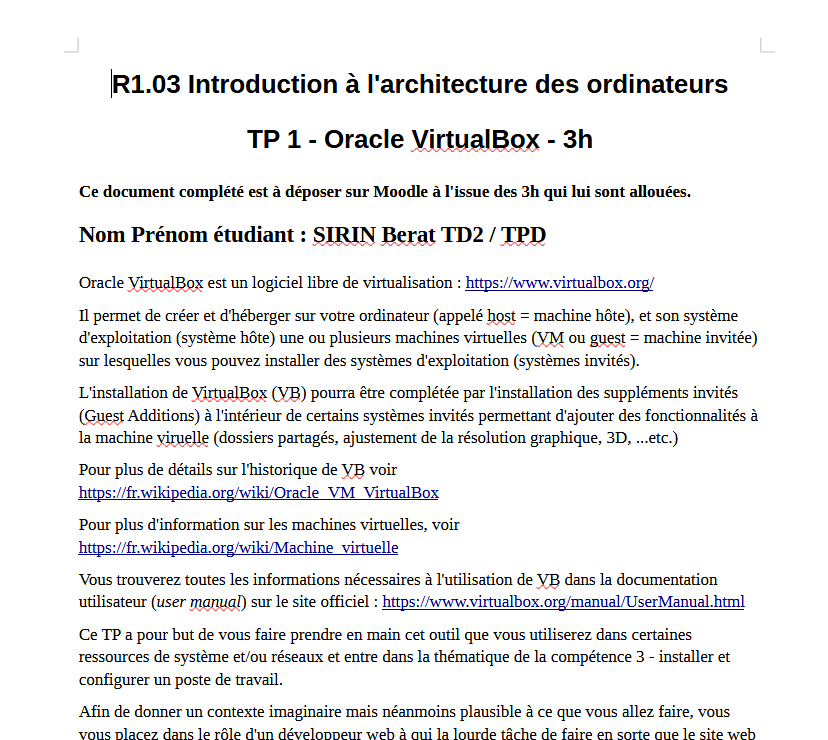 R1.03 Introduction à l'architecture des ordinateurs
TP 1 - Oracle VirtualBox - 3h
Ce document complété est à déposer sur Moodle à l'issue des 3h qui lui sont allouées.
Nom Prénom étudiant : SIRIN Berat TD2 / TPD
Oracle VirtualBox est un logiciel libre de virtualisation : https://www.virtualbox.org/
Il permet de créer et d'héberger sur votre ordinateur (appelé host = machine hôte), et son système
d'exploitation (système hôte) une ou plusieurs machines virtuelles (VM ou guest = machine invitée)
sur lesquelles vous pouvez installer des systèmes d'exploitation (systèmes invités).
L'installation de VirtualBox (VB) pourra être complétée par l'installation des suppléments invités
(Guest Additions) à l'intérieur de certains systèmes invités permettant d'ajouter des fonctionnalités à
la machine viruelle (dossiers partagés, ajustement de la résolution graphique, 3D, ...etc.)
Pour plus de détails sur l'historique de VB voir
https://fr.wikipedia.org/wiki/Oracle_VM_VirtualBox
Pour plus d'information sur les machines virtuelles, voir
https://fr.wikipedia.org/wiki/Machine_virtuelle
Vous trouverez toutes les informations nécessaires à l'utilisation de VB dans la documentation
utilisateur (user manual) sur le site officiel : https://www.virtualbox.org/manual/UserManual.html
Ce TP a pour but de vous faire prendre en main cet outil que vous utiliserez dans certaines
ressources de système et/ou réseaux et entre dans la thématique de la compétence 3 - installer et
configurer un poste de travail.
Afin de donner un contexte imaginaire mais néanmoins plausible à ce que vous allez faire, vous
vous placez dans le rôle d'un développeur web à qui la lourde tâche de faire en sorte que le site web